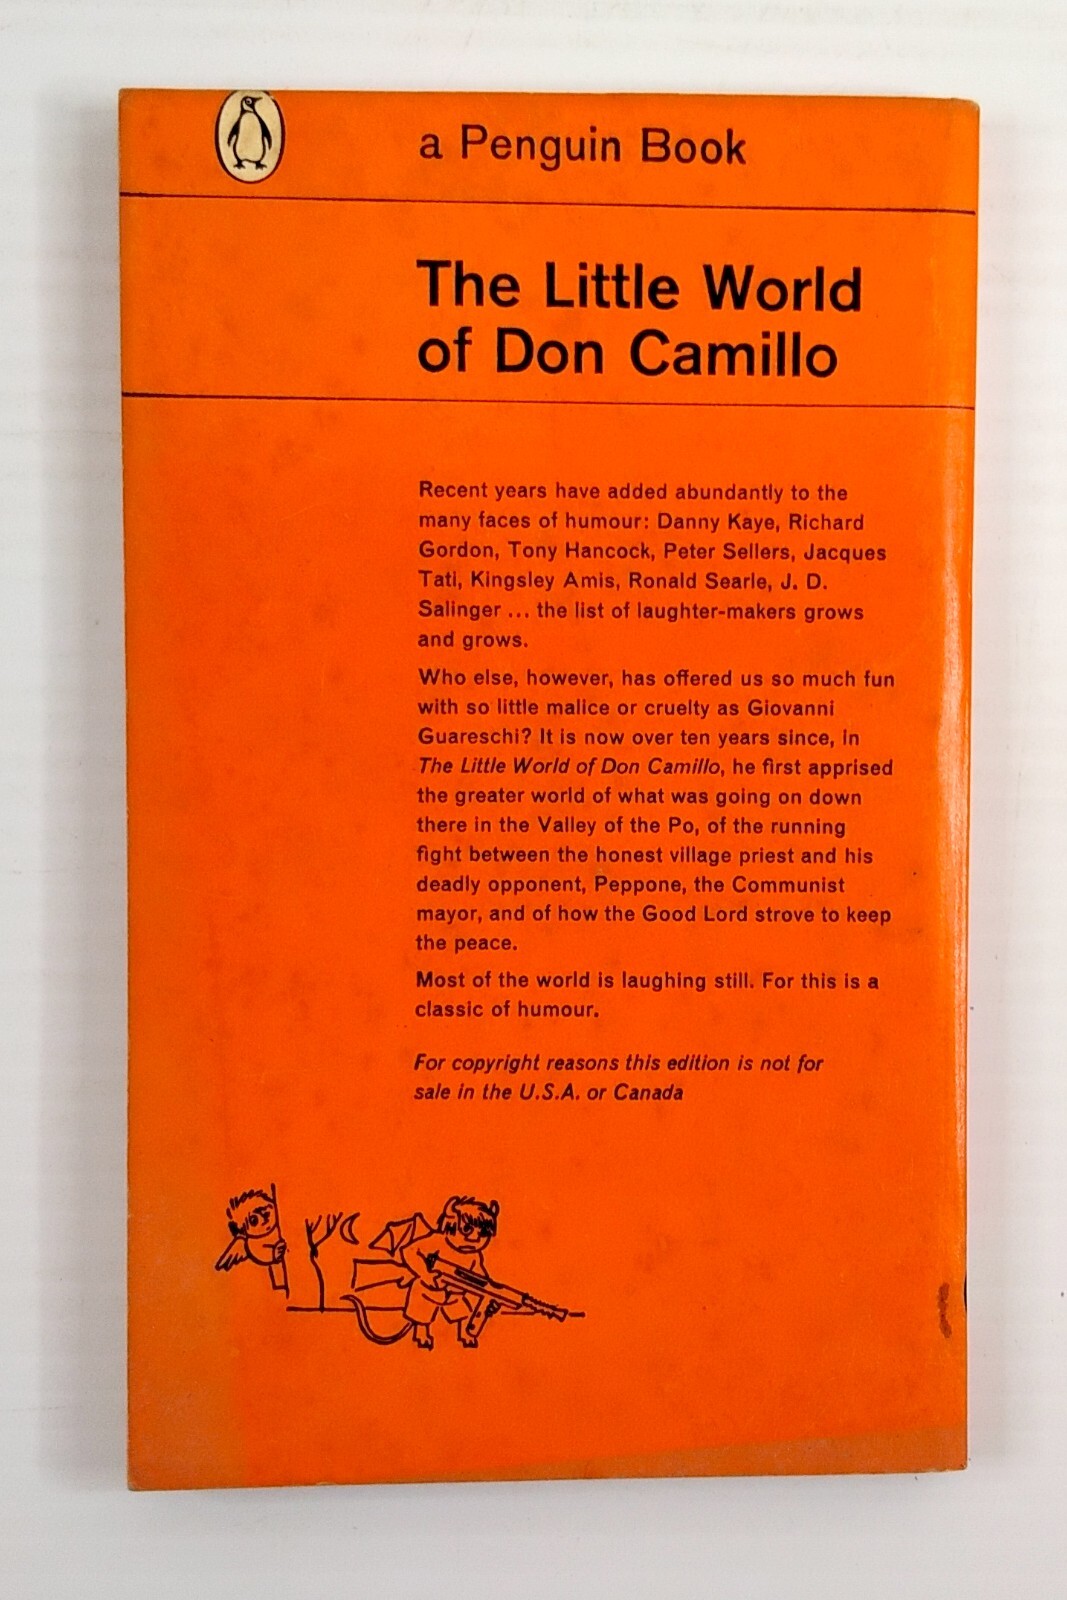 a Penguin Book
The Little World
of Don Camillo
Recent years have added abundantly to the
many faces of humour: Danny Kaye, Richard
Gordon, Tony Hancock, Peter Sellers, Jacques
Tati, Kingsley Amis, Ronald Searle, J. D.
Salinger ... the list of laughter-makers grows
and grows.
Who else, however, has offered us so much fun
with so little malice or cruelty as Giovanni
Guareschi? It is now over ten years since, in
The Little World of Don Camillo, he first apprised
the greater world of what was going on down
there in the Valley of the Po, of the running
fight between the honest village priest and his
deadly opponent, Peppone, the Communist
mayor, and of how the Good Lord strove to keep
the peace.
Most of the world is laughing still. For this is a
classic of humour.
For copyright reasons this edition is not for
sale in the U.S.A. or Canada